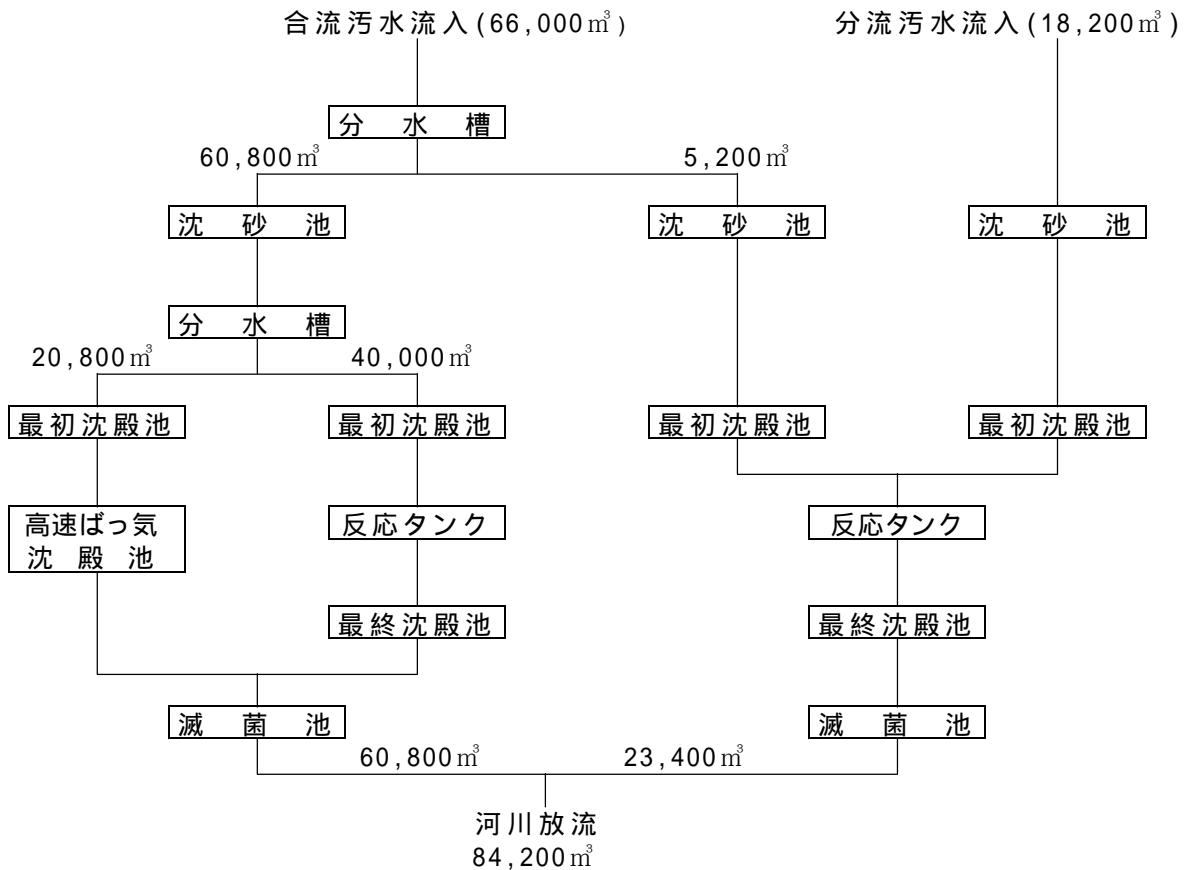 合流汚水流入(66,000㎥) 分流汚水流入(18,200㎥)
分水槽
60,800㎥ 5,200㎥
沈砂池 沈砂池 沈砂池
分水槽
20,800㎥ 40,000㎥
最初沈殿池 最初沈殿池 最初沈殿池 最初沈殿池
高速ばっ気
沈殿池
反応タンク 反応タンク
最終沈殿池 最終沈殿池
滅菌池 滅菌池
60,800㎥ 23,400㎥
河川放流
84,200㎥